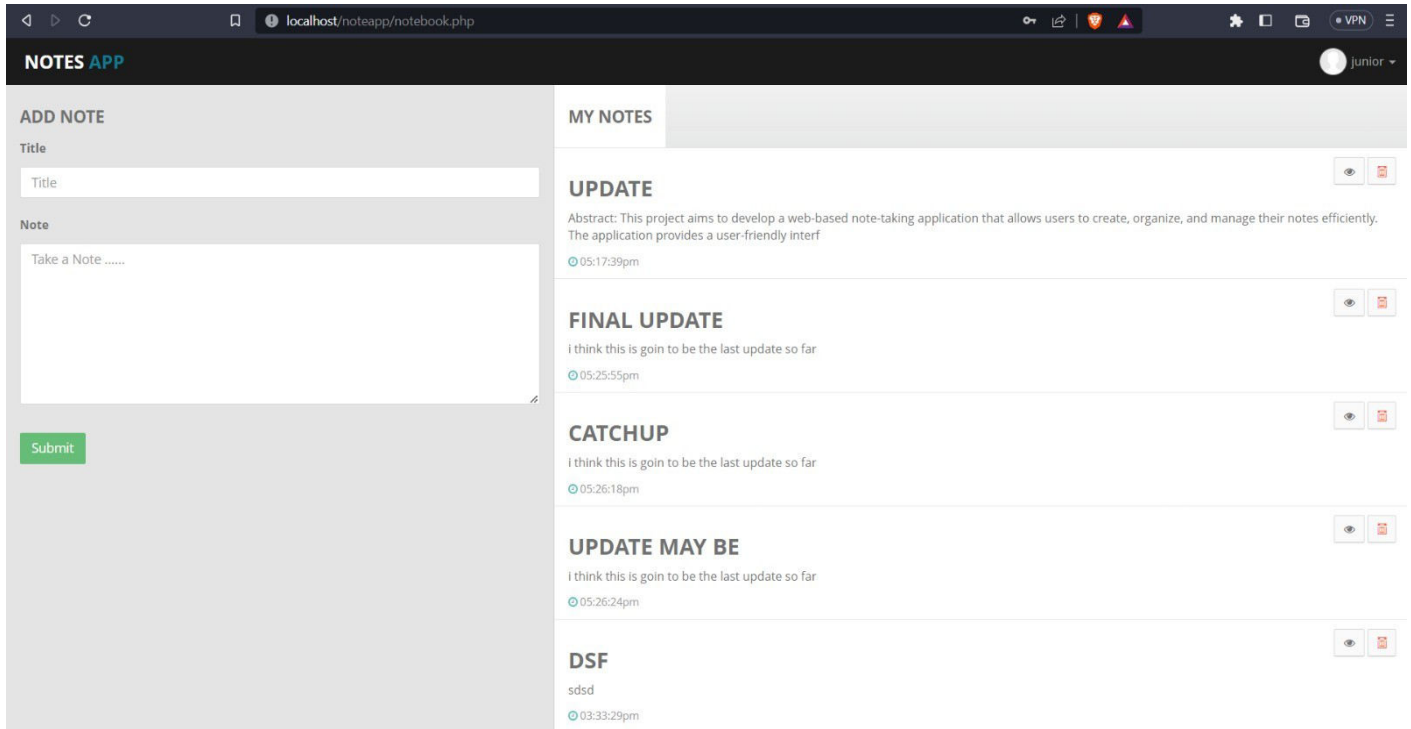 localhost/noteapp/notebook.php
VPN
NOTES APP
junior
ADD NOTE
Title
Title
Note
Take a Note ......
Submit
MY NOTES
UPDATE
Abstract: This project aims to develop a web-based note-taking application that allows users to create, organize, and manage their notes efficiently.
The application provides a user-friendly interf
05:17:39pm
FINAL UPDATE
i think this is goin to be the last update so far
05:25:55pm
CATCHUP
i think this is goin to be the last update so far
05:26:18pm
UPDATE MAY BE
i think this is goin to be the last update so far
05:26:24pm
DSF
sdsd
03:33:29pm